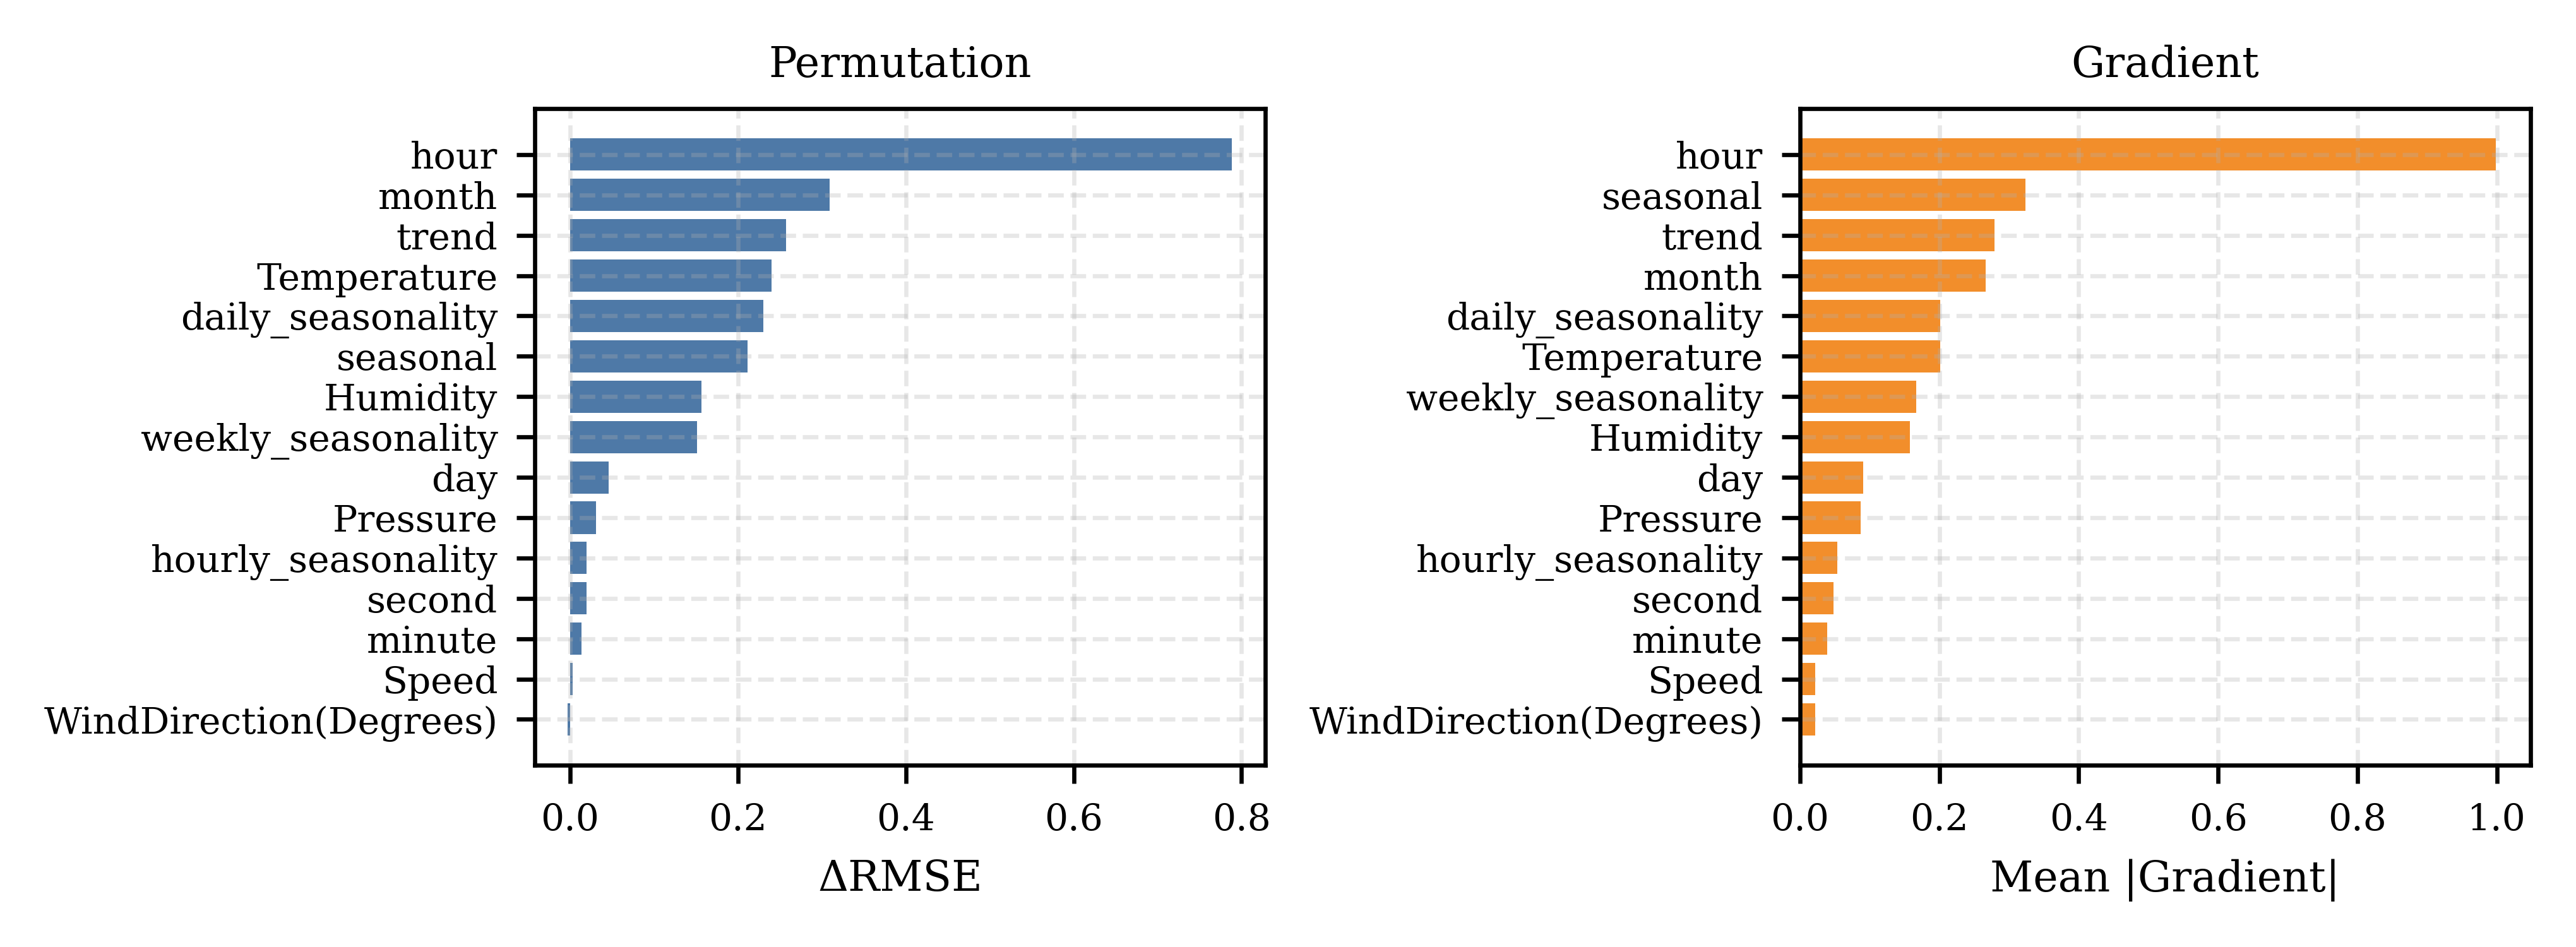 Permutation
hour
month
trend
Temperature
daily_seasonality
seasonal
Humidity
weekly_seasonality
day
Pressure
hourly_seasonality
second
minute
Speed
WindDirection(Degrees)
0.0 0.2 0.4 0.6 0.8
ΔRMSE
Gradient
hour
seasonal
trend
month
daily_seasonality
Temperature
weekly_seasonality
Humidity
day
Pressure
hourly_seasonality
second
minute
Speed
WindDirection(Degrees)
0.0 0.2 0.4 0.6 0.8 1.0
Mean |Gradient|